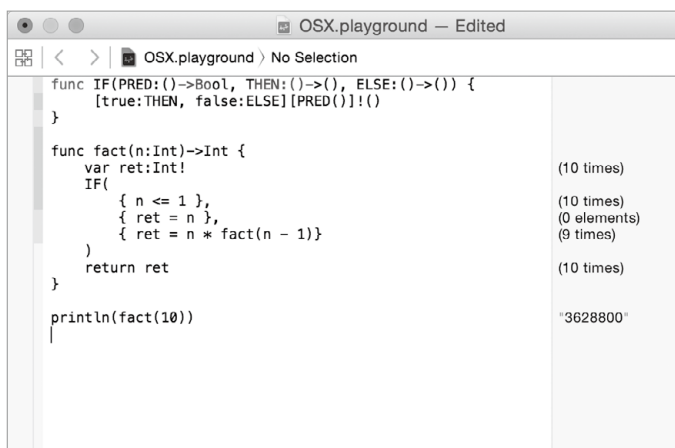 OSX.playground — Edited
OSX.playground 〉 No Selection
func IF(PRED:()->Bool, THEN:()->(), ELSE:()->()) {
[true:THEN, false:ELSE][PRED()]!()
}
func fact(n:Int)->Int {
var ret:Int! (10 times)
IF(
{ n <= 1 }, (10 times)
{ ret = n }, (0 elements)
{ ret = n * fact(n - 1)} (9 times)
)
return ret (10 times)
}
println(fact(10)) "3628800"